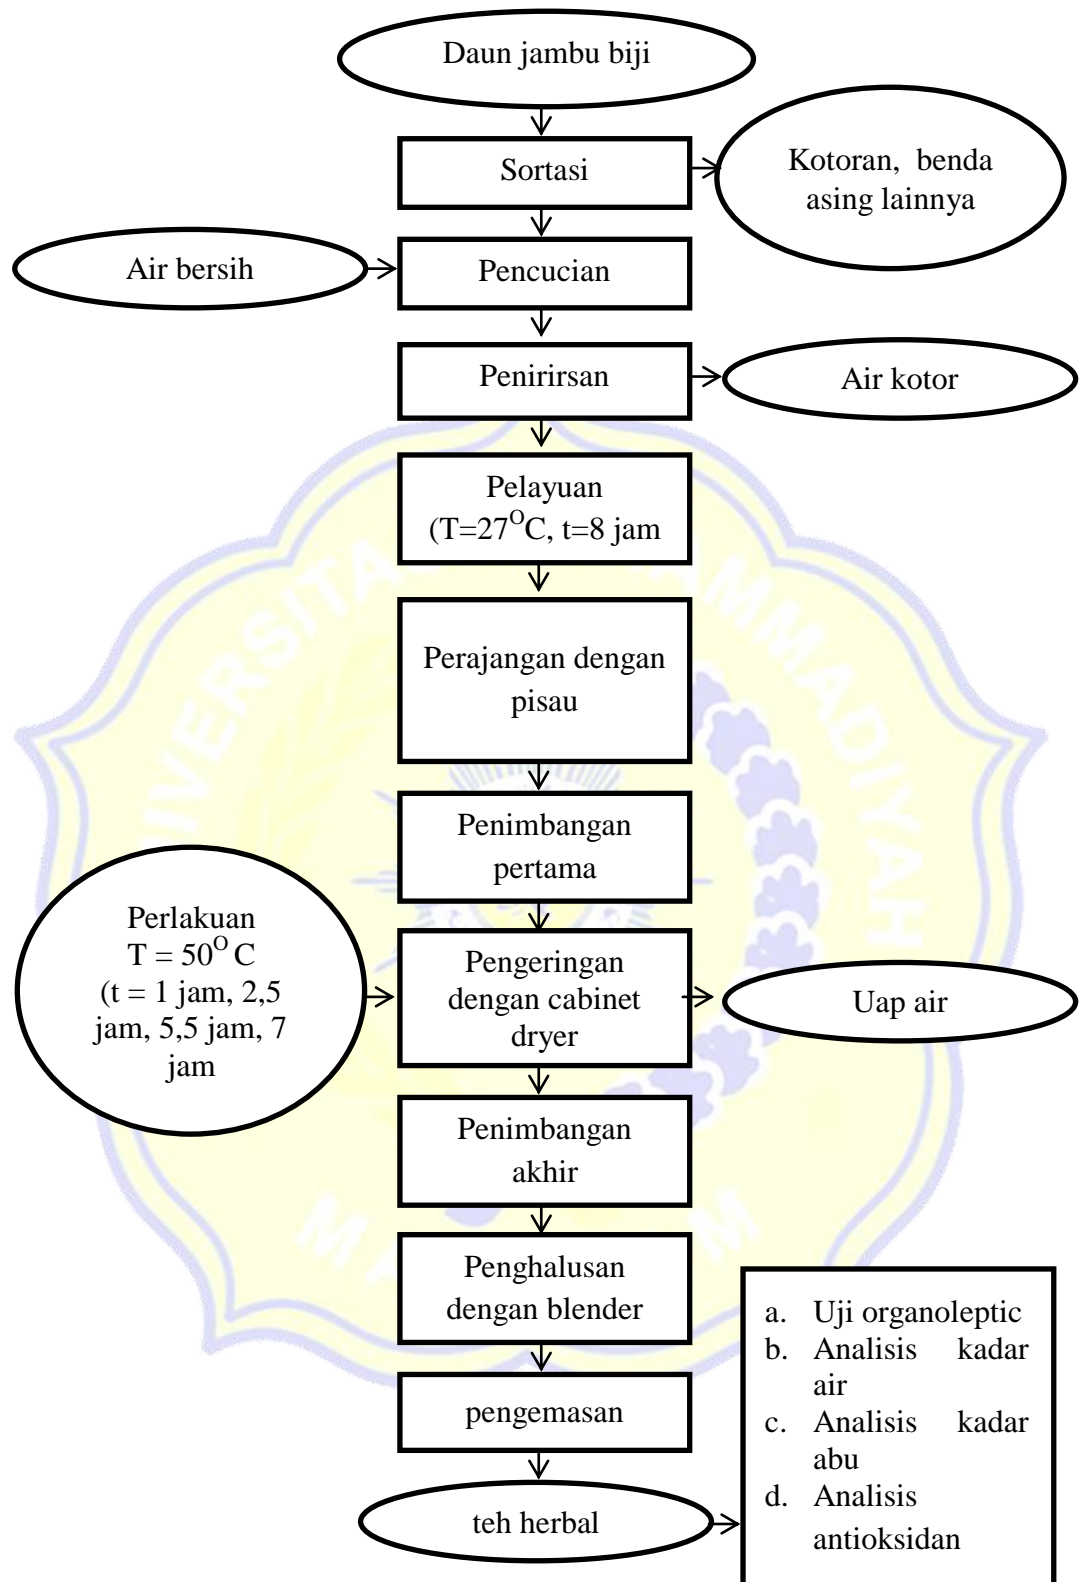 Daun jambu biji
Sortasi
Kotoran, benda
asing lainnya
Air bersih
Pencucian
Penirirsan
Air kotor
Pelayuan
(T=27ᴼC, t=8 jam
Perajangan dengan
pisau
Penimbangan
pertama
Perlakuan
T = 50ᴼ C
(t = 1 jam, 2,5
jam, 5,5 jam, 7
jam
Pengeringan
dengan cabinet
dryer
Uap air
Penimbangan
akhir
Penghalusan
dengan blender
pengemasan
teh herbal
a. Uji organoleptic
b. Analisis kadar
air
c. Analisis kadar
abu
d. Analisis
antioksidan